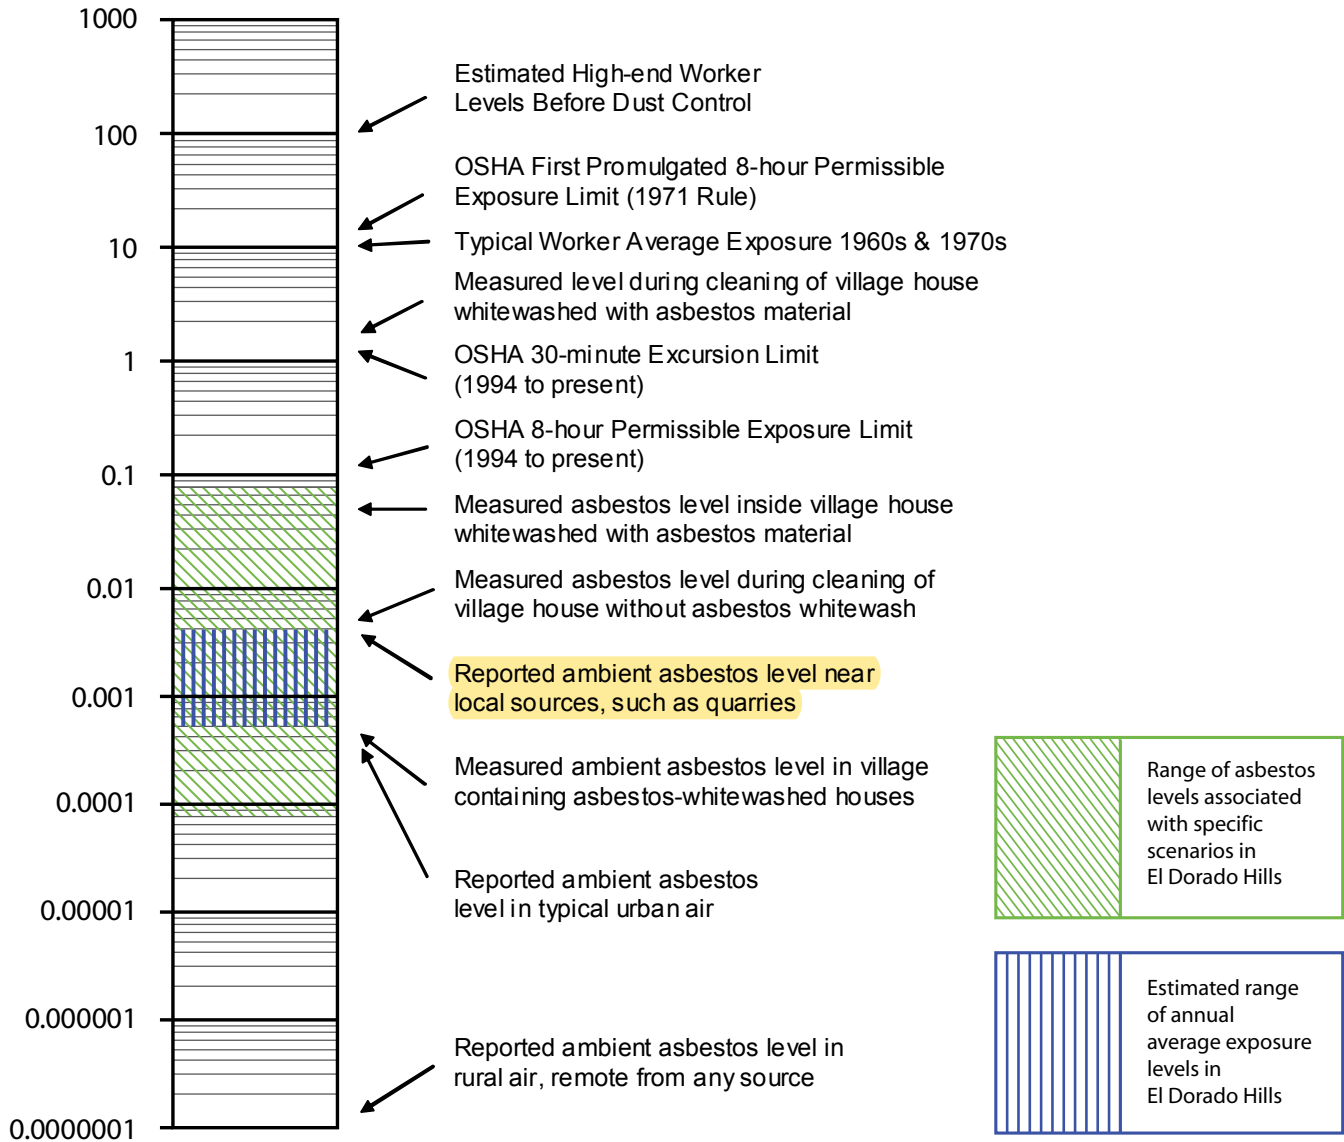 1000
100
10
1
0.1
0.01
0.001
0.0001
0.00001
0.000001
0.0000001
Estimated High-end Worker
Levels Before Dust Control
OSHA First Promulgated 8-hour Permissible
Exposure Limit (1971 Rule)
Typical Worker Average Exposure 1960s & 1970s
Measured level during cleaning of village house
whitewashed with asbestos material
OSHA 30-minute Excursion Limit
(1994 to present)
OSHA 8-hour Permissible Exposure Limit
(1994 to present)
Measured asbestos level inside village house
whitewashed with asbestos material
Measured asbestos level during cleaning of
village house without asbestos whitewash
Reported ambient asbestos level near
local sources, such as quarries
Measured ambient asbestos level in village
containing asbestos-whitewashed houses
Reported ambient asbestos
level in typical urban air
Reported ambient asbestos level in
rural air, remote from any source
Range of asbestos
levels associated
with specific
scenarios in
El Dorado Hills
Estimated range
of annual
average exposure
levels in
El Dorado Hills